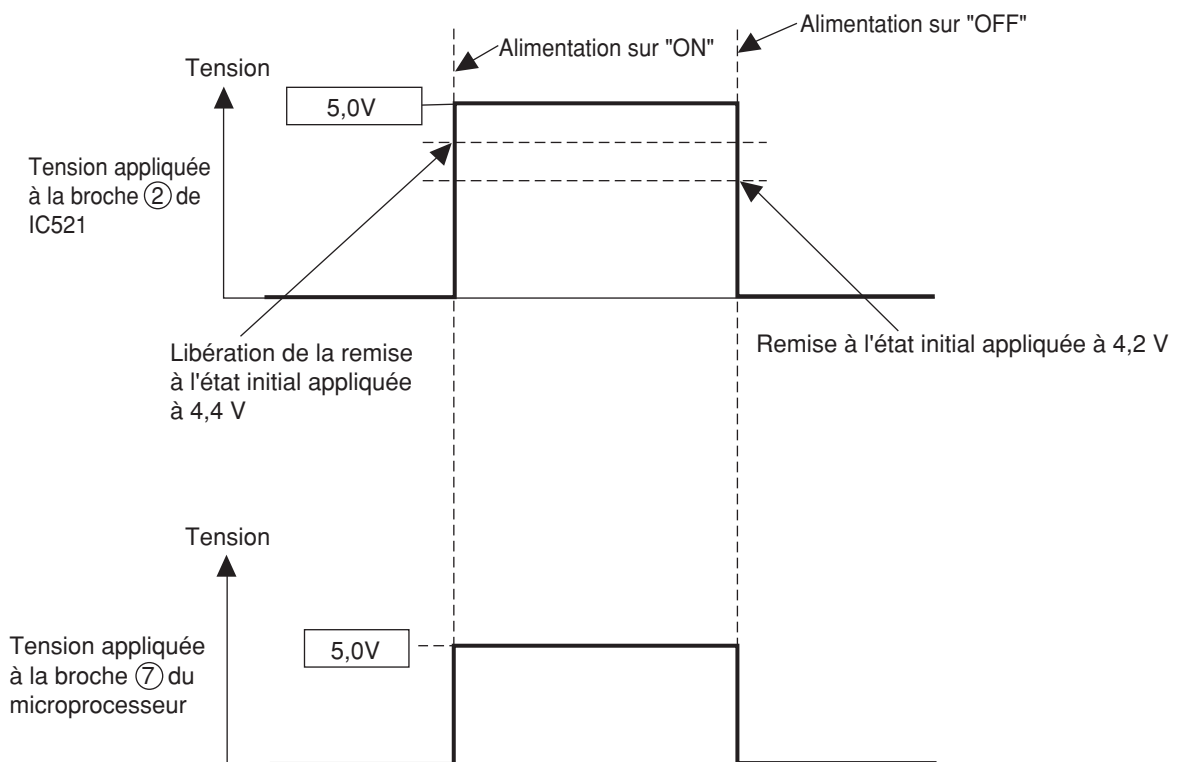 Alimentation sur "ON"
Alimentation sur "OFF"
Tension
5,0V
Tension appliquée
à la broche ② de
IC521
Libération de la remise
à l'état initial appliquée
à 4,4 V
Remise à l'état initial appliquée à 4,2 V
Tension
5,0V
Tension appliquée
à la broche ⑦ du
microprocesseur